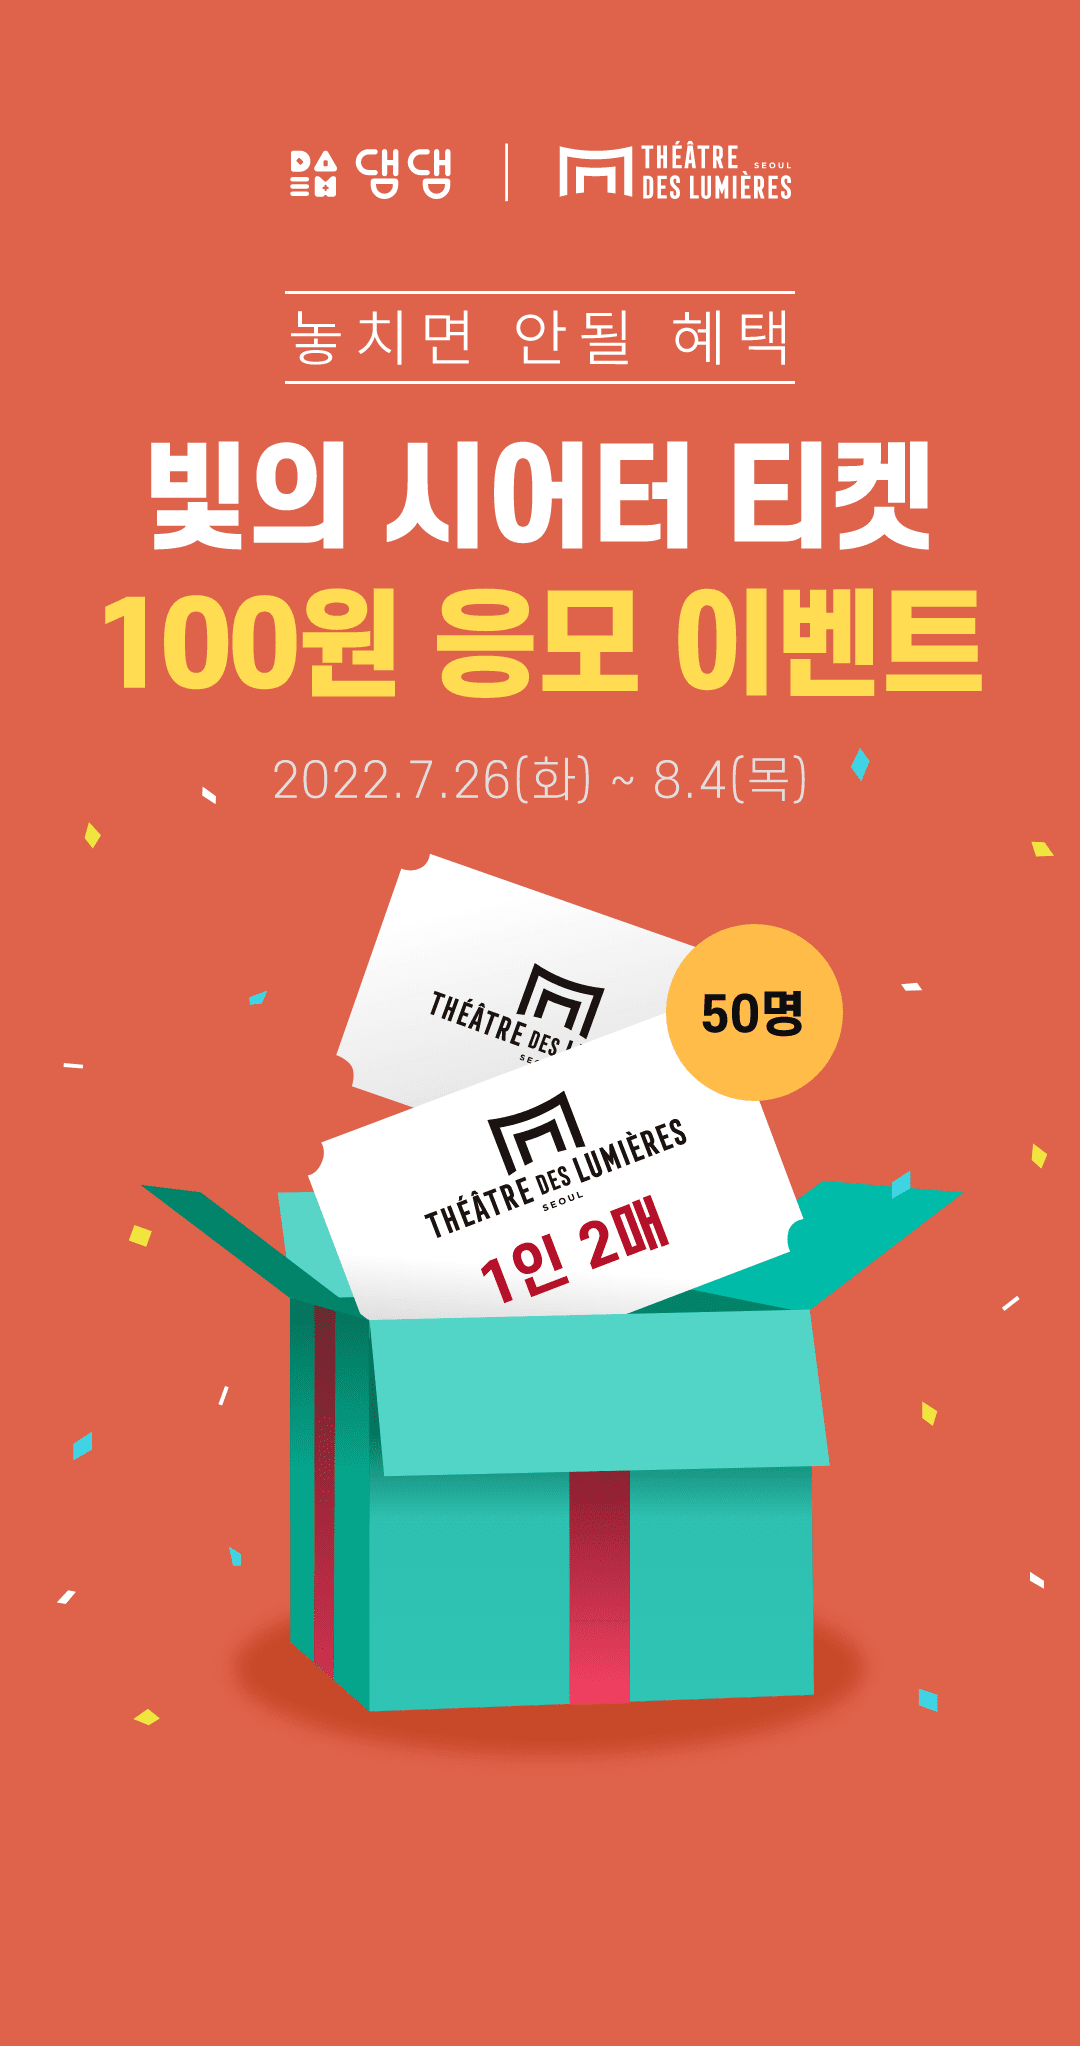 DAEM 댐댐
THÉÂTRE SEOUL
DES LUMIÈRES
놓치면 안될 혜택
빛의 시어터 티켓
100원 응모 이벤트
2022.7.26(화) ~ 8.4(목)
50명
THÉÂTRE DES
THÉÂTRE DES LUMIÈRES
SEOUL
1인 2매